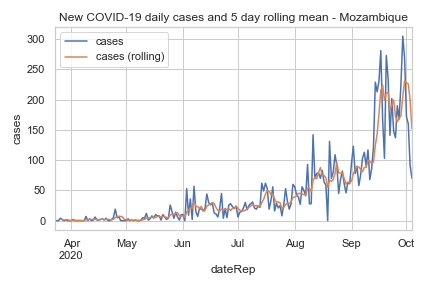 New COVID-19 daily cases and 5 day rolling mean - Mozambique
cases
cases (rolling)
300
250
200
150
100
50
0
cases
Apr
2020
May
Jun
Jul
Aug
Sep
Oct
dateRep